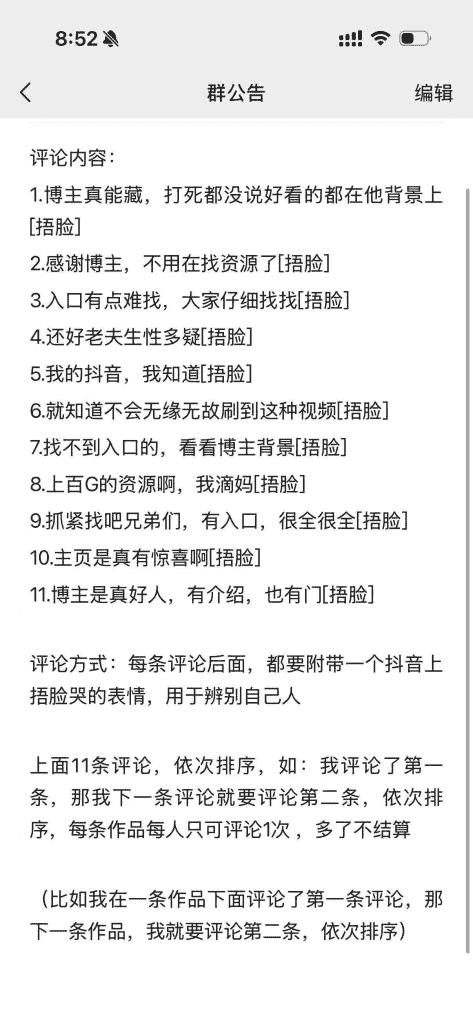 8:52
群公告
编辑
评论内容：
1.博主真能藏，打死都没说好看的都在他背景上
[捂脸]
2.感谢博主，不用在找资源了[捂脸]
3.入口有点难找，大家仔细找找[捂脸]
4.还好老夫生性多疑[捂脸]
5.我的抖音，我知道[捂脸]
6.就知道不会无缘无故刷到这种视频[捂脸]
7.找不到入口的，看看博主背景[捂脸]
8.上百G的资源啊，我滴妈[捂脸]
9.抓紧找吧兄弟们，有入口，很全很全[捂脸]
10.主页是真有惊喜啊[捂脸]
11.博主是真好人，有介绍，也有门[捂脸]
评论方式：每条评论后面，都要附带一个抖音上
捂脸哭的表情，用于辨别自己人
上面11条评论，依次排序，如：我评论了第一
条，那我下一条评论就要评论第二条，依次排
序，每条作品每人只可评论1次 ，多了不结算
（比如我在一条作品下面评论了第一条评论，那
下一条作品，我就要评论第二条，依次排序）